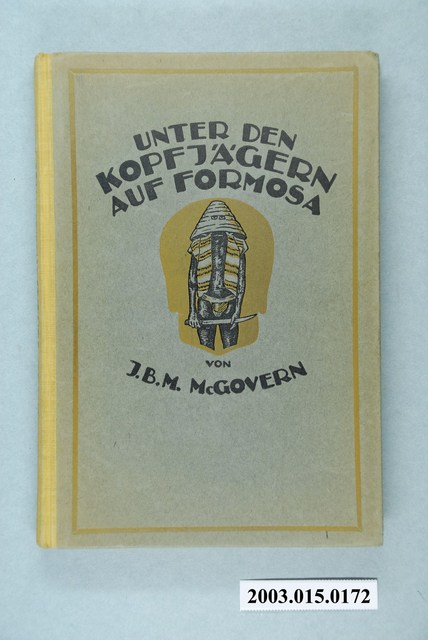 UNTER DEN
KOPFJÄGERN
AUF FORMOSA
VON
J.B.M. McGOVERN
2003.015.0172